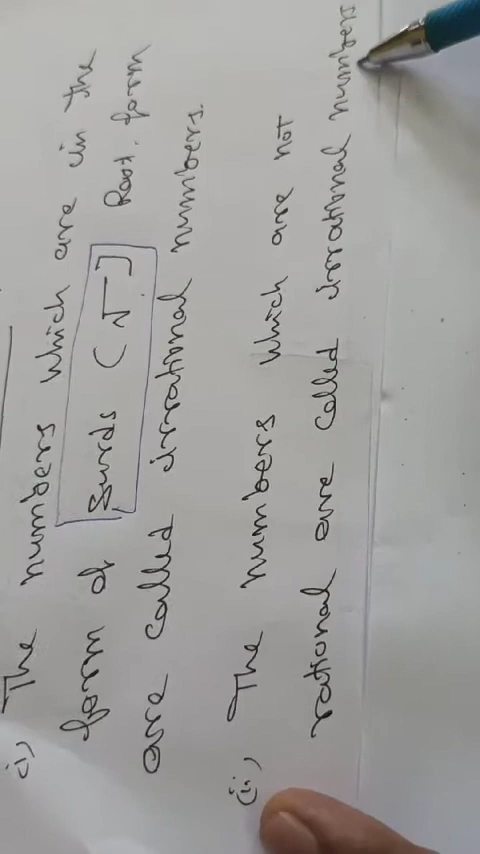 (i) The numbers which are in the
form of Surds (√) Root form
are called irrational numbers.
(ii) The numbers which are not
rational are called irrational numbers